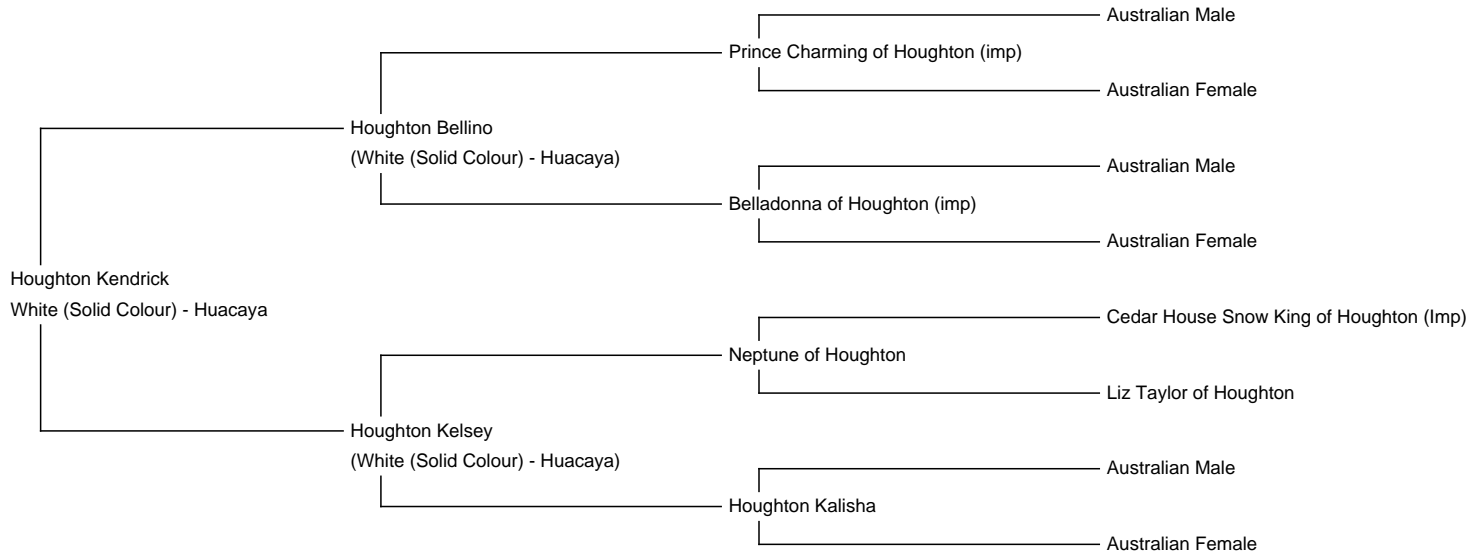 Australian Male
Prince Charming of Houghton (imp)
Australian Female
Houghton Bellino
(White (Solid Colour) - Huacaya)
Australian Male
Belladonna of Houghton (imp)
Australian Female
Houghton Kendrick
White (Solid Colour) - Huacaya
Cedar House Snow King of Houghton (Imp)
Neptune of Houghton
Liz Taylor of Houghton
Houghton Kelsey
(White (Solid Colour) - Huacaya)
Australian Male
Houghton Kalisha
Australian Female